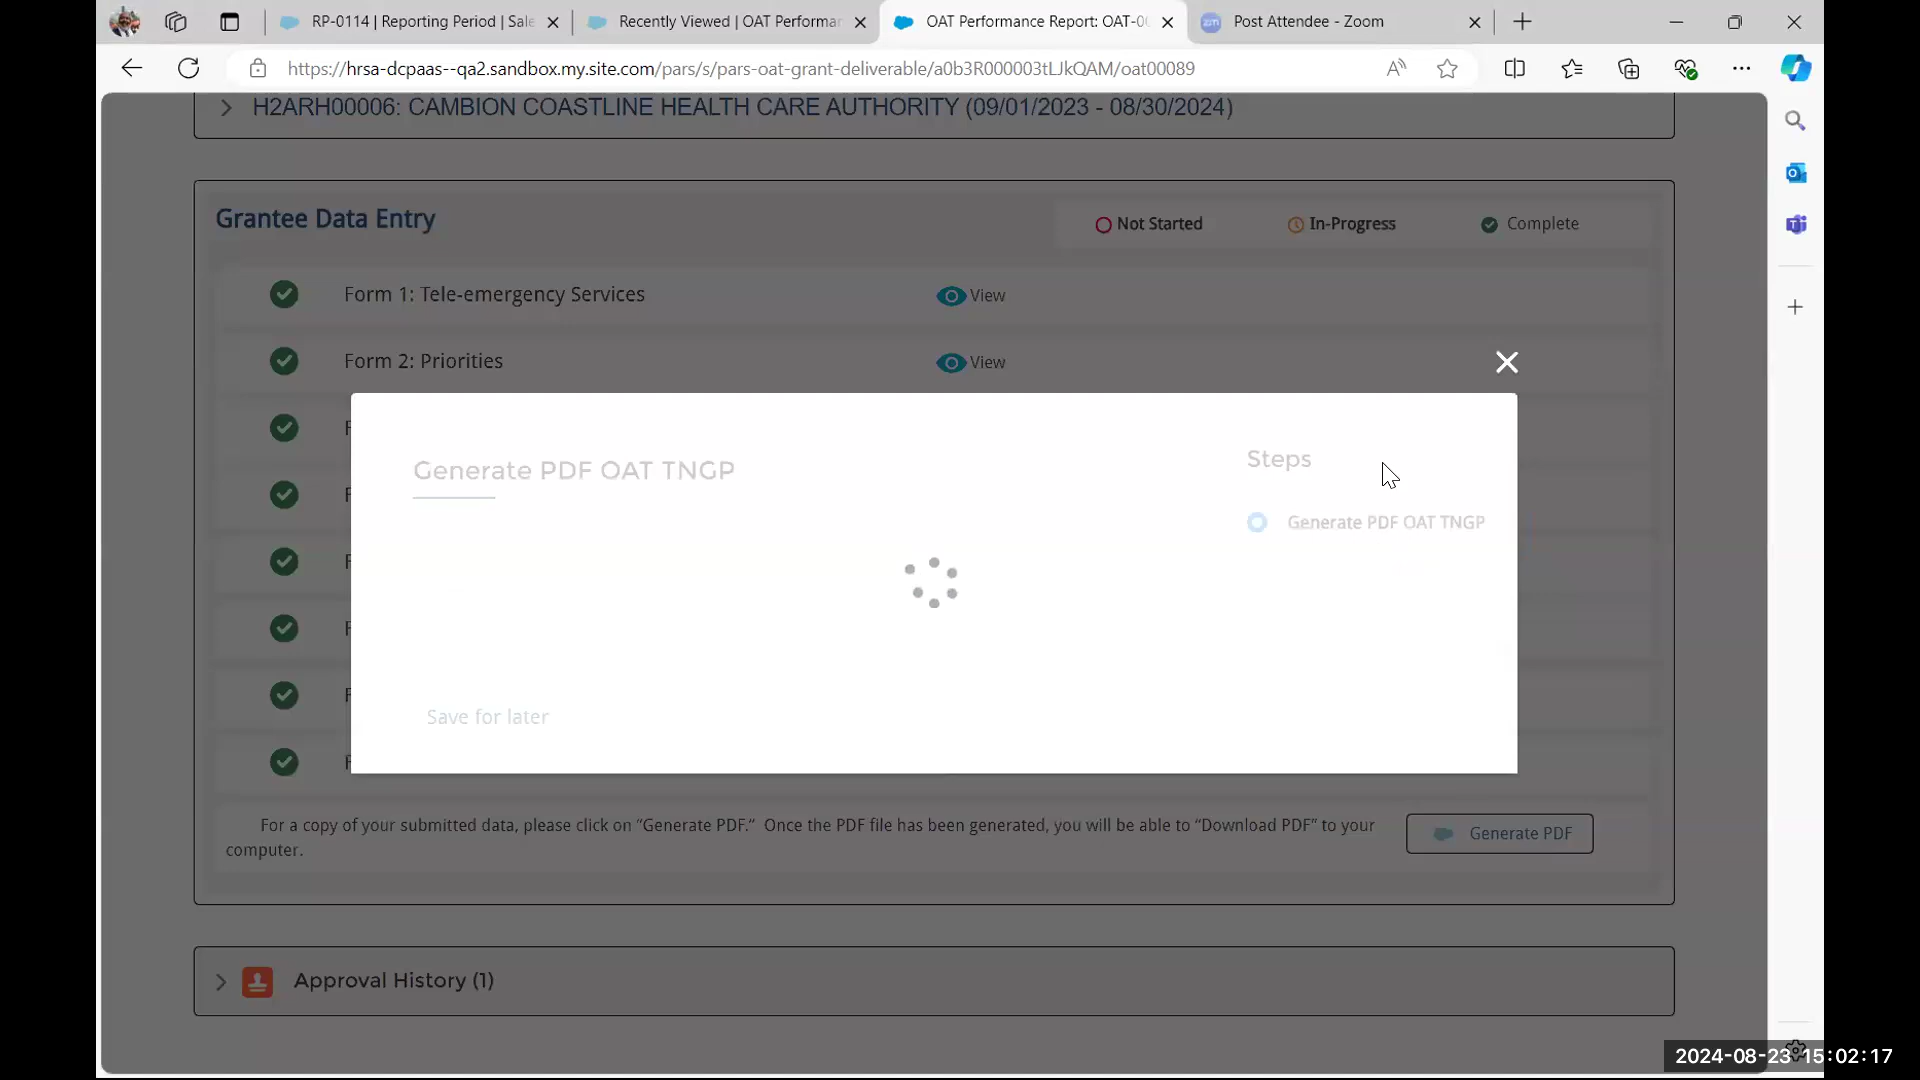 RP-0114 | Reporting Period | Sale
Recently Viewed | OAT Performar
OAT Performance Report: OAT-00
zm Post Attendee - Zoom
https://hrsa-dcpaas--qa2.sandbox.my.site.com/pars/s/pars-oat-grant-deliverable/a0b3R000003tLJkQAM/oat00089
H2ARH00006: CAMBION COASTLINE HEALTH CARE AUTHORITY (09/01/2023 - 08/30/2024)
Grantee Data Entry
Not Started
In-Progress
Complete
Form 1: Tele-emergency Services
View
Form 2: Priorities
View
Generate PDF OAT TNGP
Steps
Generate PDF OAT TNGP
Save for later
For a copy of your submitted data, please click on “Generate PDF.” Once the PDF file has been generated, you will be able to “Download PDF” to your
computer.
Generate PDF
Approval History (1)
2024-08-23 15:02:17